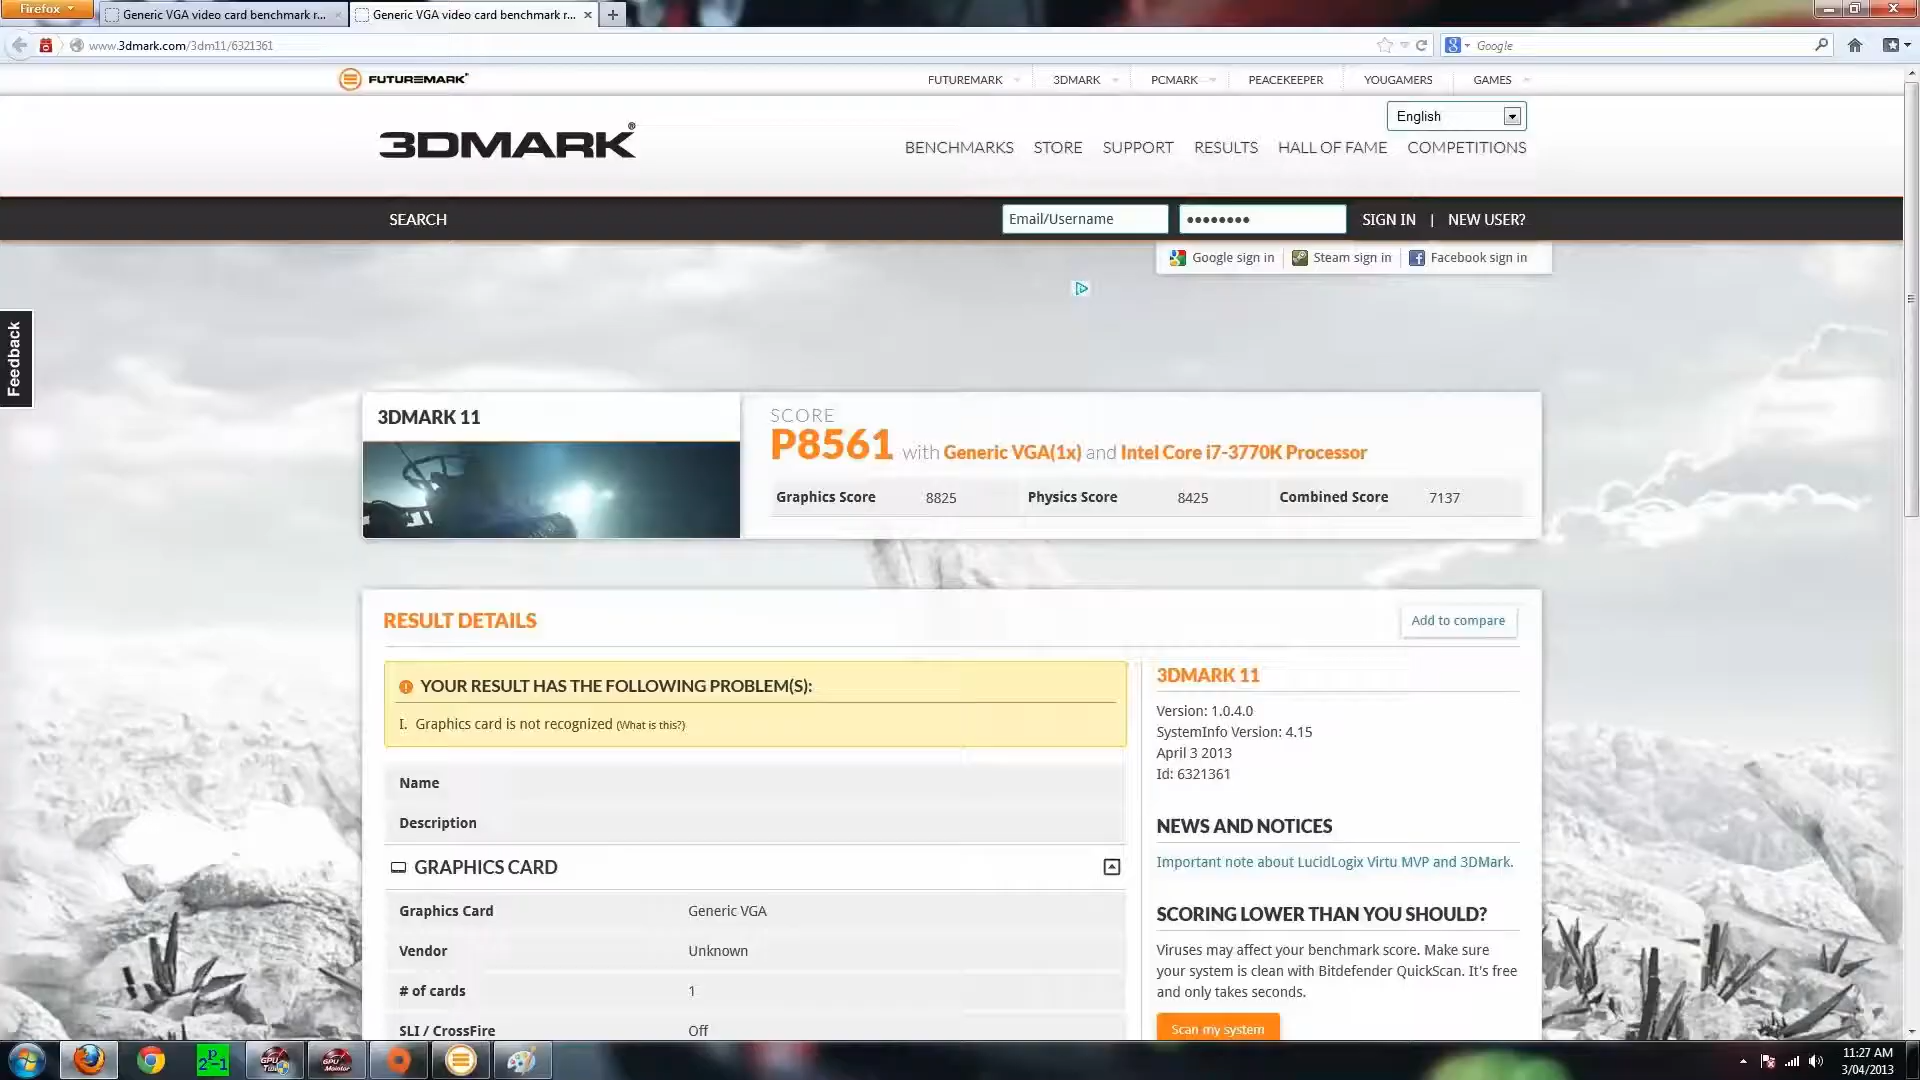 Firefox
Generic VGA video card benchmark r...
Generic VGA video card benchmark r...
www.3dmark.com/3dm11/6321361
Google
FUTUREMARK
FUTUREMARK
3DMARK
PCMARK
PEACEKEEPER
YOUGAMERS
GAMES
English
3DMARK®
BENCHMARKS
STORE
SUPPORT
RESULTS
HALL OF FAME
COMPETITIONS
SEARCH
Email/Username
••••••••
SIGN IN | NEW USER?
Google sign in
Steam sign in
Facebook sign in
Feedback
3DMARK 11
SCORE
P8561 with Generic VGA(1x) and Intel Core i7-3770K Processor
Graphics Score 8825 Physics Score 8425 Combined Score 7137
RESULT DETAILS
Add to compare
YOUR RESULT HAS THE FOLLOWING PROBLEM(S):
I. Graphics card is not recognized (What is this?)
Name
Description
GRAPHICS CARD
Graphics Card Generic VGA
Vendor Unknown
# of cards 1
SLI / CrossFire Off
3DMARK 11
Version: 1.0.4.0
SystemInfo Version: 4.15
April 3 2013
Id: 6321361
NEWS AND NOTICES
Important note about LucidLogix Virtu MVP and 3DMark.
SCORING LOWER THAN YOU SHOULD?
Viruses may affect your benchmark score. Make sure
your system is clean with Bitdefender QuickScan. It's free
and only takes seconds.
Scan my system
11:27 AM
3/04/2013